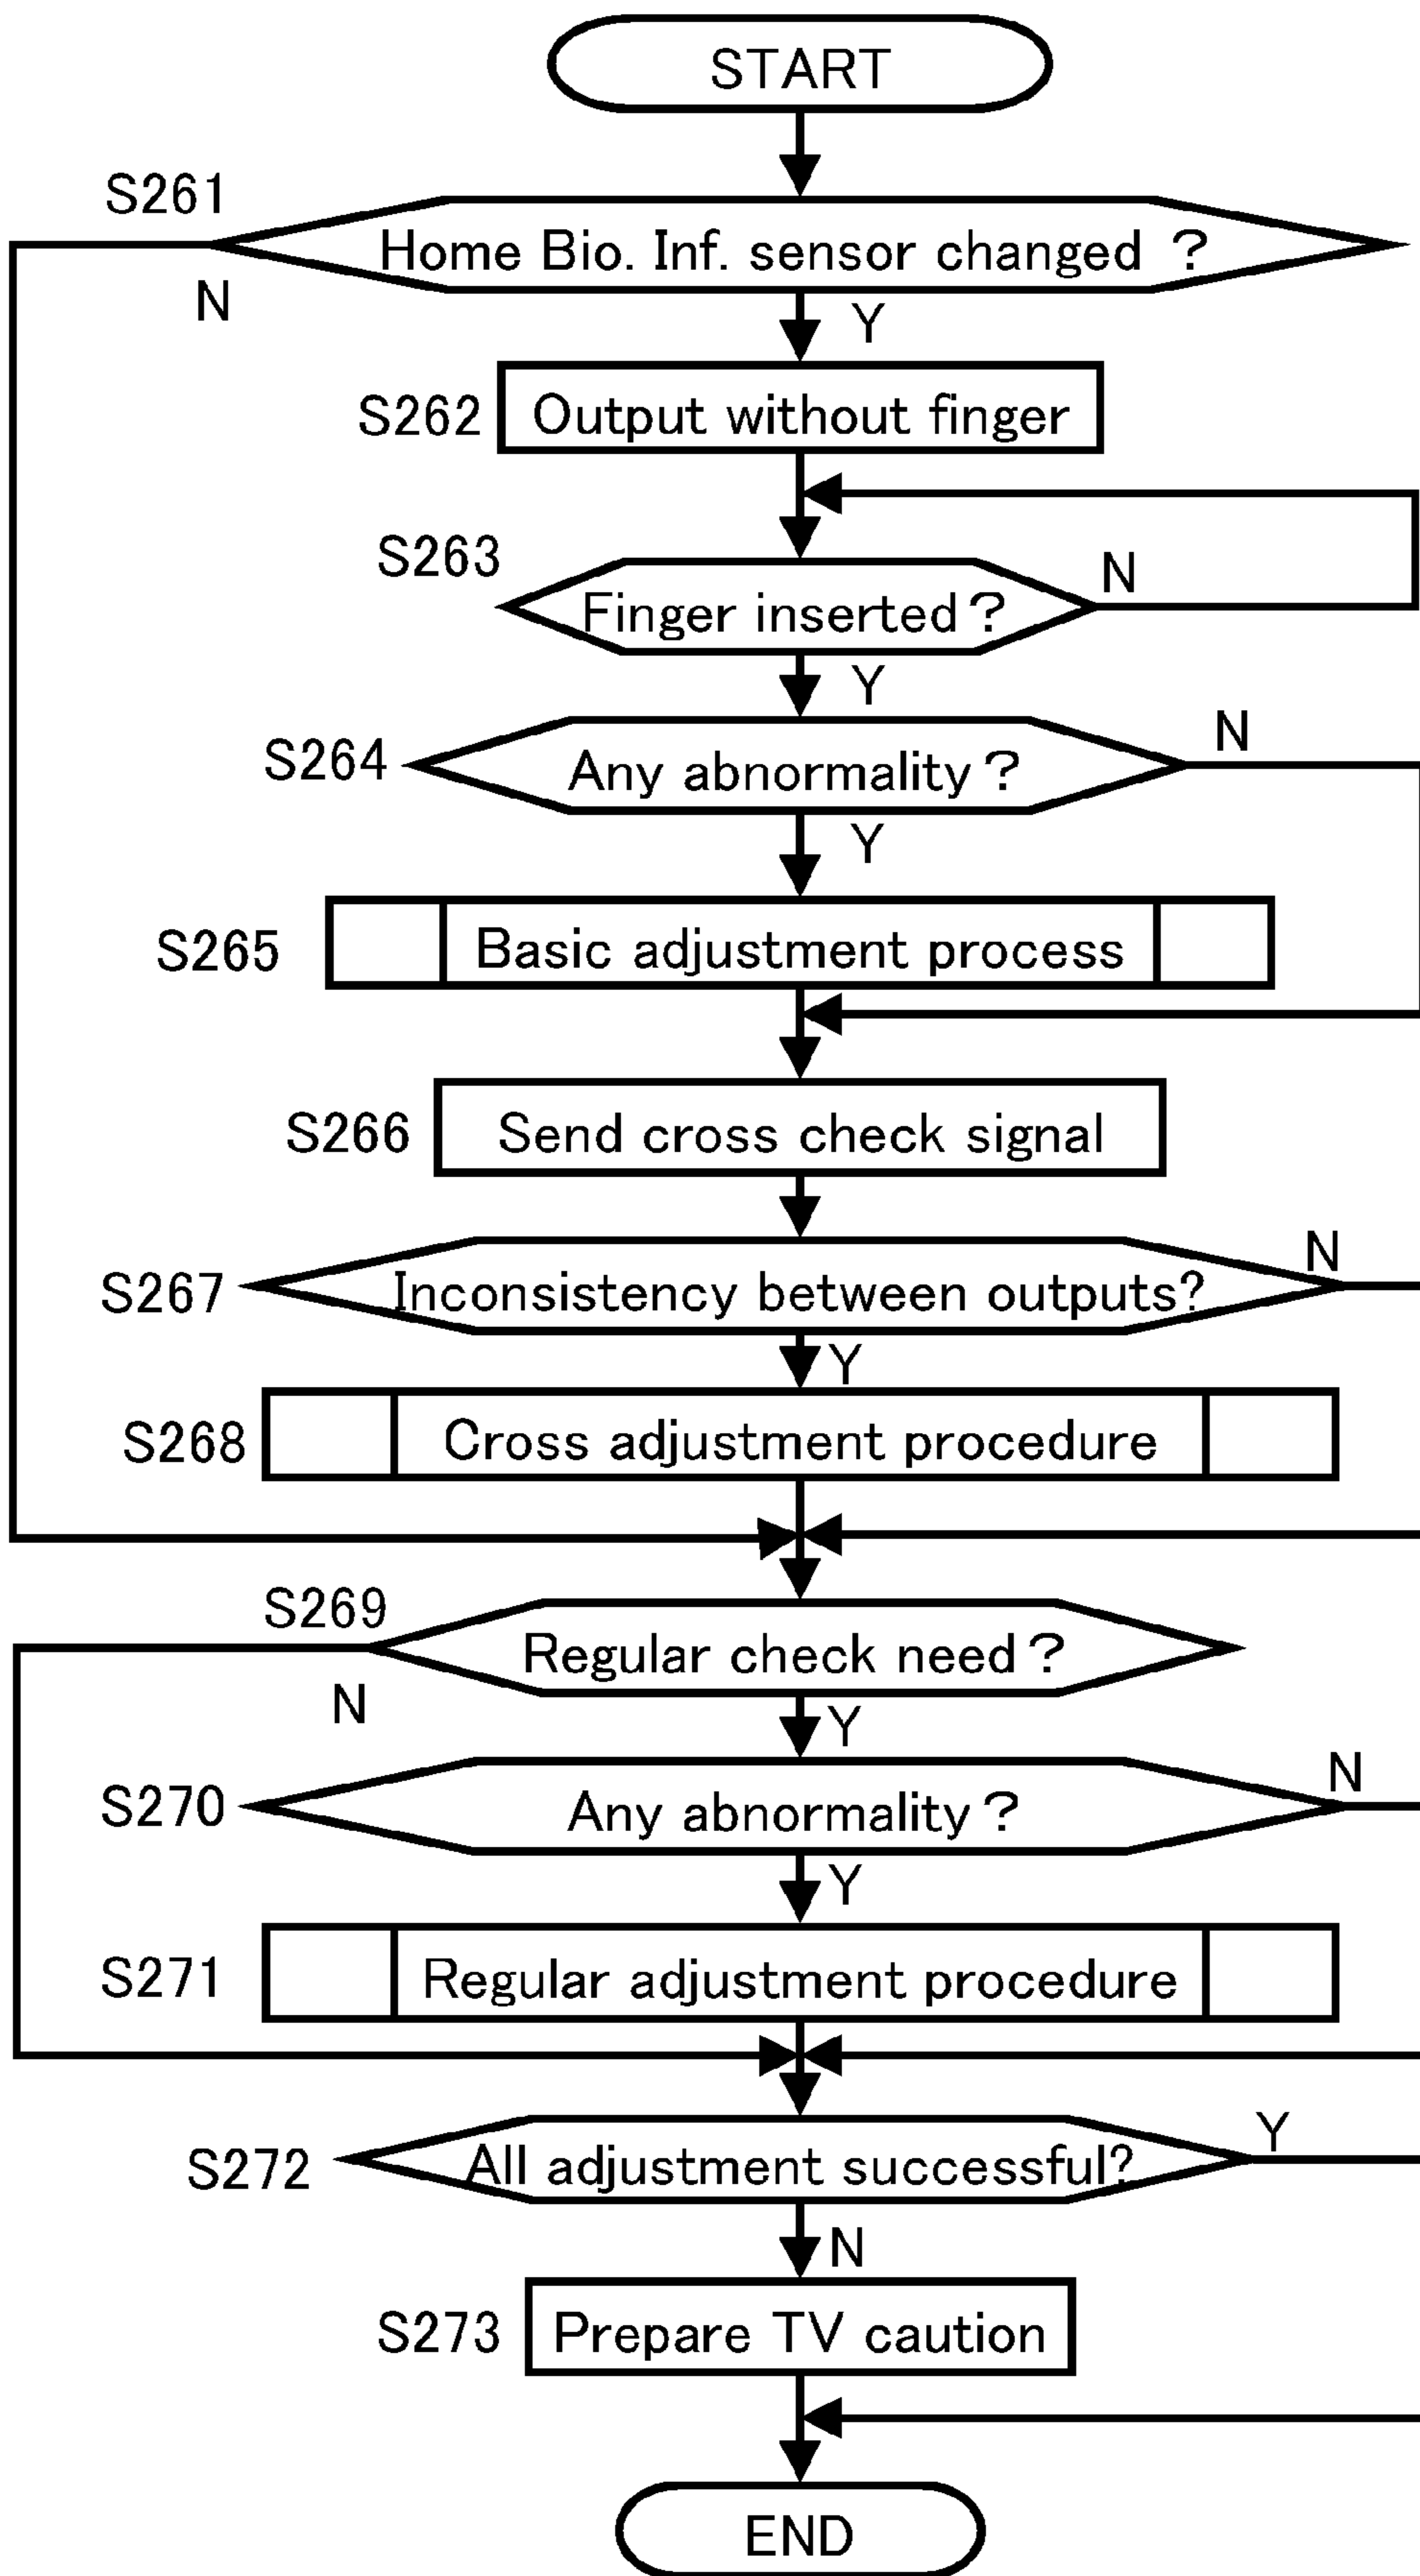 START
S261
Home Bio. Inf. sensor changed ?
N
Y
S262
Output without finger
S263
N
Finger inserted?
Y
N
S264
Any abnormality?
Y
S265
Basic adjustment process
S266
Send cross check signal
N
S267
Inconsistency between outputs?
Y
S268
Cross adjustment procedure
S269
Regular check need?
N
Y
N
S270
Any abnormality?
Y
S271
Regular adjustment procedure
Y
S272
All adjustment successful?
N
S273
Prepare TV caution
END